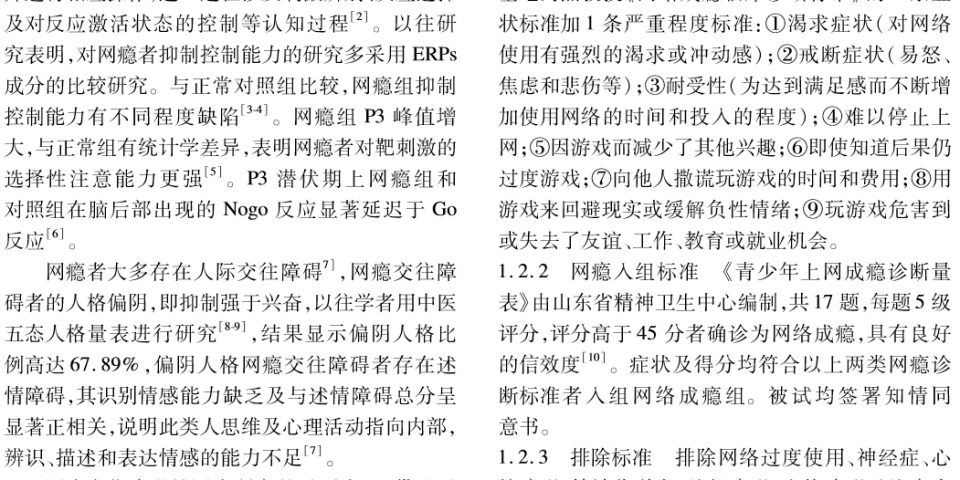 及对反应激活状态的控制等认知过程[2]。以往研
究表明,对网瘾者抑制控制能力的研究多采用 ERPs
成分的比较研究。与正常对照组比较,网瘾组抑制
控制能力有不同程度缺陷[3-4]。网瘾组 P3 峰值增
大,与正常组有统计学差异,表明网瘾者对靶刺激的
选择性注意能力更强[5]。P3 潜伏期上网瘾组和
对照组在脑后部出现的 Nogo 反应显著延迟于 Go
反应[6]。
网瘾者大多存在人际交往障碍7],网瘾交往障
碍者的人格偏阴,即抑制强于兴奋,以往学者用中医
五态人格量表进行研究[8-9],结果显示偏阴人格比
例高达 67.89%,偏阴人格网瘾交往障碍者存在述
情障碍,其识别情感能力缺乏及与述情障碍总分呈
显著正相关,说明此类人思维及心理活动指向内部,
辨识、描述和表达情感的能力不足[7]。
状标准加 1 条严重程度标准:①渴求症状(对网络
使用有强烈的渴求或冲动感);②戒断症状(易怒、
焦虑和悲伤等);③耐受性(为达到满足感而不断增
加使用网络的时间和投入的程度);④难以停止上
网;⑤因游戏而减少了其他兴趣;⑥即使知道后果仍
过度游戏;⑦向他人撒谎玩游戏的时间和费用;⑧用
游戏来回避现实或缓解负性情绪;⑨玩游戏危害到
或失去了友谊、工作、教育或就业机会。
1.2.2 网瘾入组标准 《青少年上网成瘾诊断量
表》由山东省精神卫生中心编制,共 17 题,每题 5 级
评分,评分高于 45 分者确诊为网络成瘾,具有良好
的信效度[10]。症状及得分均符合以上两类网瘾诊
断标准者入组网络成瘾组。被试均签署知情同
意书。
1.2.3 排除标准 排除网络过度使用、神经症、心